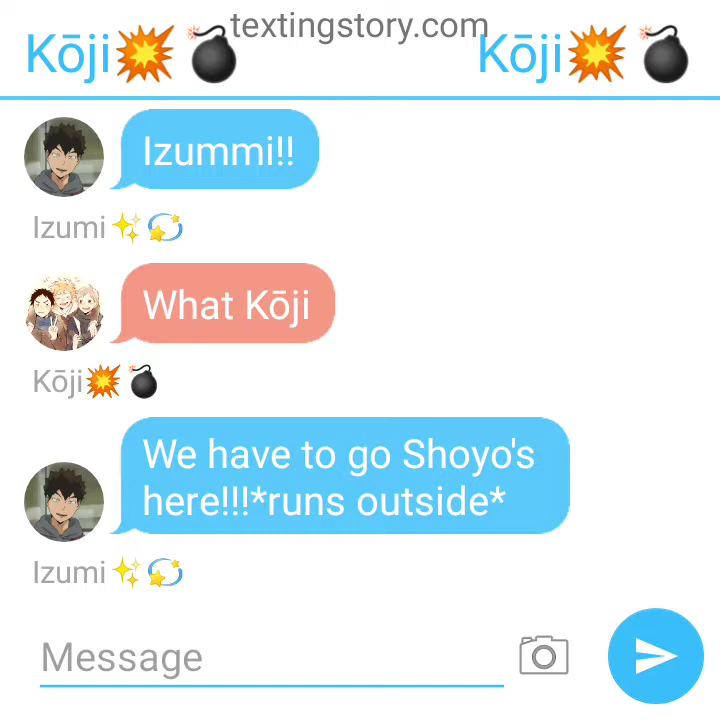 textingstory.com
Kōji💥💣 Kōji💥💣
Izummi!!
Izumi✨💫
What Kōji
Kōji💥💣
We have to go Shoyo's
here!!!*runs outside*
Izumi✨💫
Message